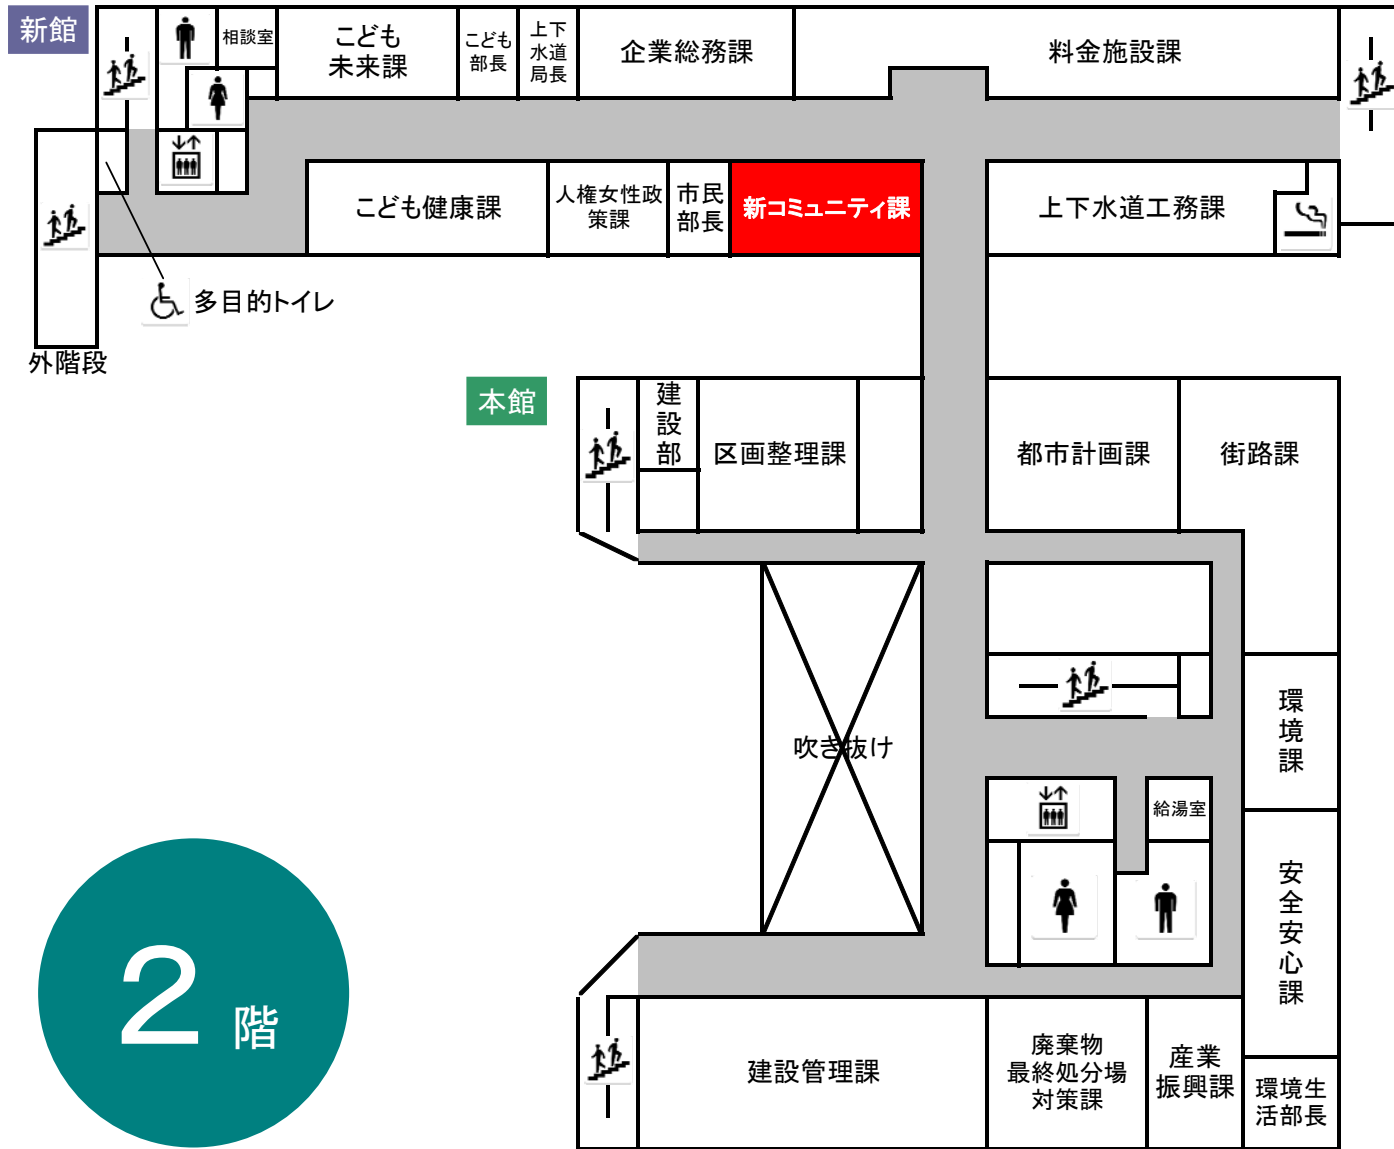 新館
相談室
こども
未来課
こども
部長
上下
水道
局長
企業総務課
料金施設課
こども健康課
人権女性政
策課
市民
部長
新コミュニティ課
上下水道工務課
多目的トイレ
外階段
本館
建
設
部
区画整理課
都市計画課
街路課
吹き抜け
環
境
課
給湯室
安
全
安
心
課
2 階
建設管理課
廃棄物
最終処分場
対策課
産業
振興課
環境生
活部長